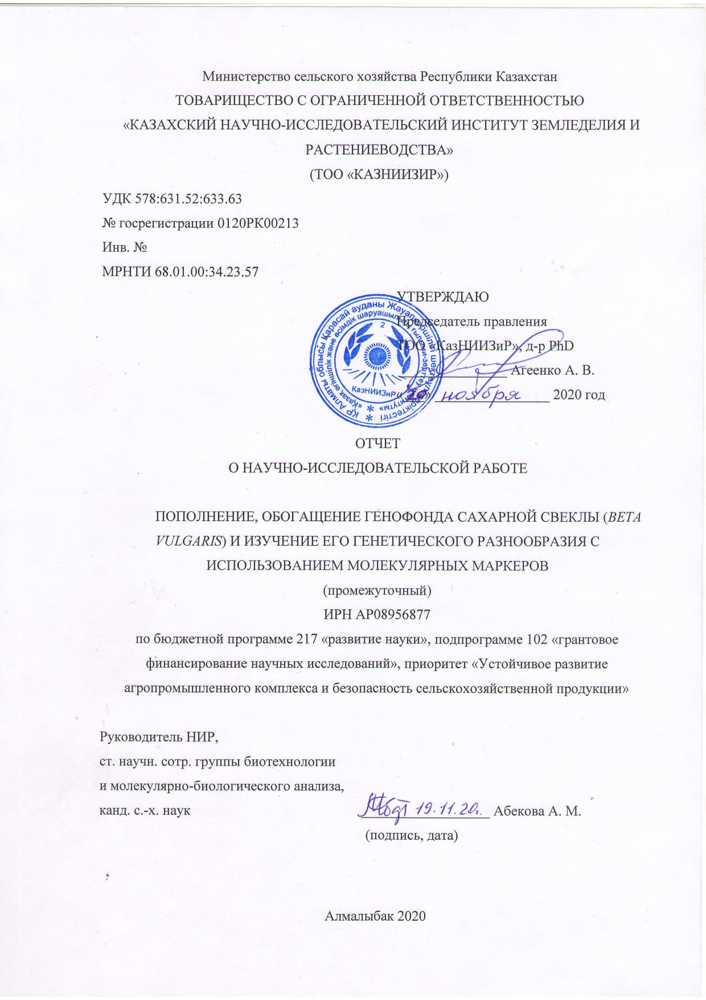 Министерство сельского хозяйства Республики Казахстан
ТОВАРИЩЕСТВО С ОГРАНИЧЕННОЙ ОТВЕТСТВЕННОСТЬЮ
«КАЗАХСКИЙ НАУЧНО-ИССЛЕДОВАТЕЛЬСКИЙ ИНСТИТУТ ЗЕМЛЕДЕЛИЯ И
РАСТЕНИЕВОДСТВА»
(ТОО «КАЗНИИЗИР»)
УДК 578:631.52:633.63
№ госрегистрации 0120РК00213
Инв. №
МРНТИ 68.01.00:34.23.57
УТВЕРЖДАЮ
Председатель правления
ТОО «КазНИИЗиР», д-р PhD
Агеенко А. В.
«20» ноября 2020 год
ҚР Алматы облысы Қарасай ауданы Жауапкершілігі шектеулі серіктестігі
«Қазақ егіншілік және өсімдік шаруашылығы ғылыми-зерттеу институты»
2
КазНИИЗиР
ОТЧЕТ
О НАУЧНО-ИССЛЕДОВАТЕЛЬСКОЙ РАБОТЕ
ПОПОЛНЕНИЕ, ОБОГАЩЕНИЕ ГЕНОФОНДА САХАРНОЙ СВЕКЛЫ (BETA
VULGARIS) И ИЗУЧЕНИЕ ЕГО ГЕНЕТИЧЕСКОГО РАЗНООБРАЗИЯ С
ИСПОЛЬЗОВАНИЕМ МОЛЕКУЛЯРНЫХ МАРКЕРОВ
(промежуточный)
ИРН АР08956877
по бюджетной программе 217 «развитие науки», подпрограмме 102 «грантовое
финансирование научных исследований», приоритет «Устойчивое развитие
агропромышленного комплекса и безопасность сельскохозяйственной продукции»
Руководитель НИР,
ст. научн. сотр. группы биотехнологии
и молекулярно-биологического анализа,
канд. с.-х. наук 19.11.20г. Абекова А. М.
(подпись, дата)
Алмалыбак 2020